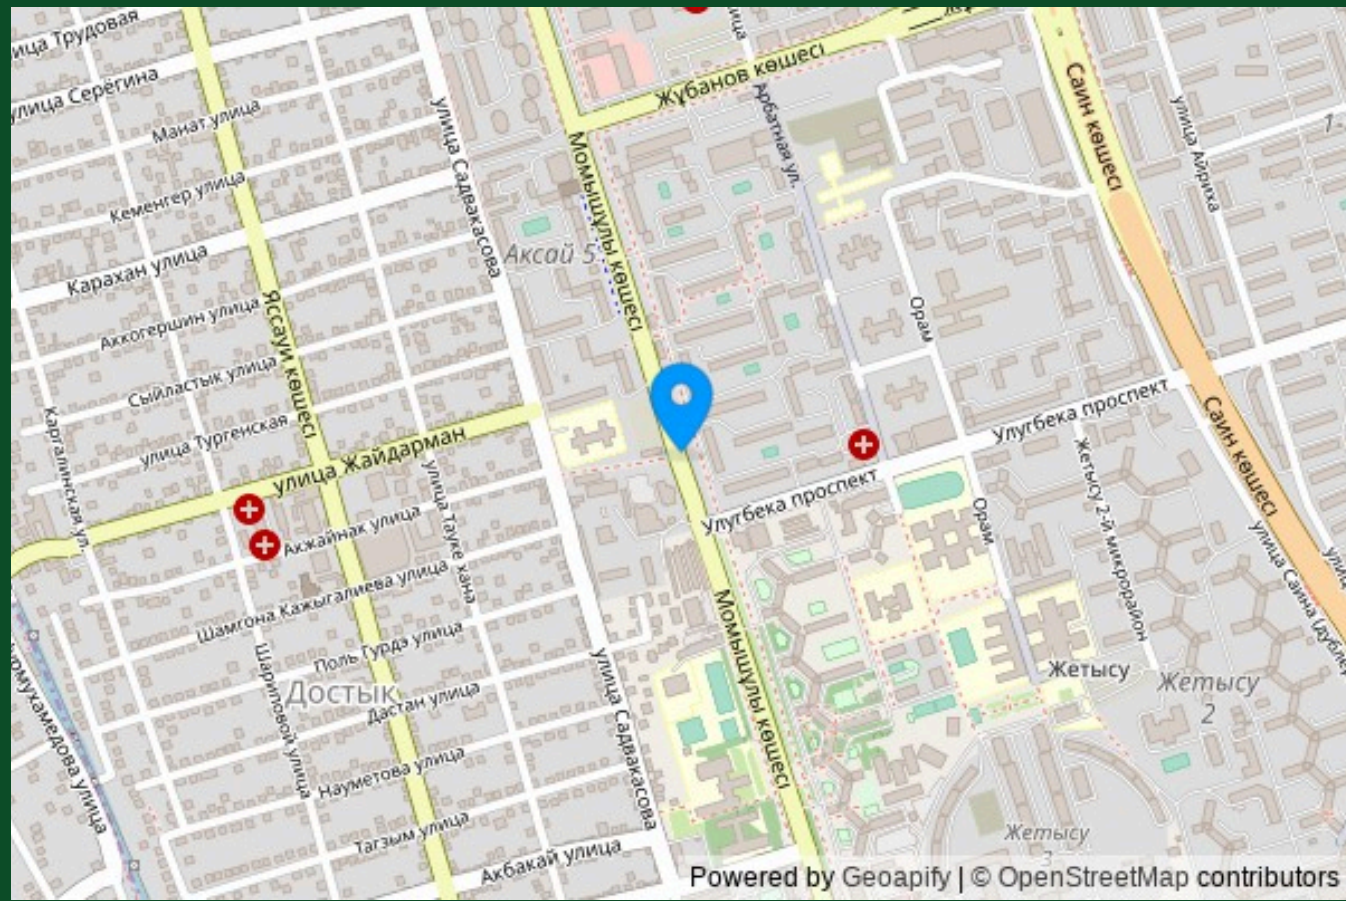 улица Трудовая
улица Серёгина
Манат улица
Кеменгер улица
Карахан улица
Аккогершин улица
Сыйластык улица
улица Тургенская
улица Жайдарман
Каргалинская ул.
Яссауи көшесі
улица Садвакасова
Момышұлы көшесі
Жұбанов көшесі
Арбатная ул.
Аксай 5
Орам
Саин көшесі
улица Айриха
1-
Улугбека проспект
Улугбека проспект
Саин көшесі
улица Тауке хана
Акжайнак улица
Шамгона Кажыгалиева улица
Поль Гурдэ улица
Достык
Дастан улица
Шариповой улица
Науметова улица
Тагзым улица
Акбакай улица
улица Садвакасова
Момышұлы көшесі
Орам
Жетысу 2-й микрорайон
Жетысу
Жетысу
2
Жетысу
3
Powered by Geoapify | © OpenStreetMap contributors